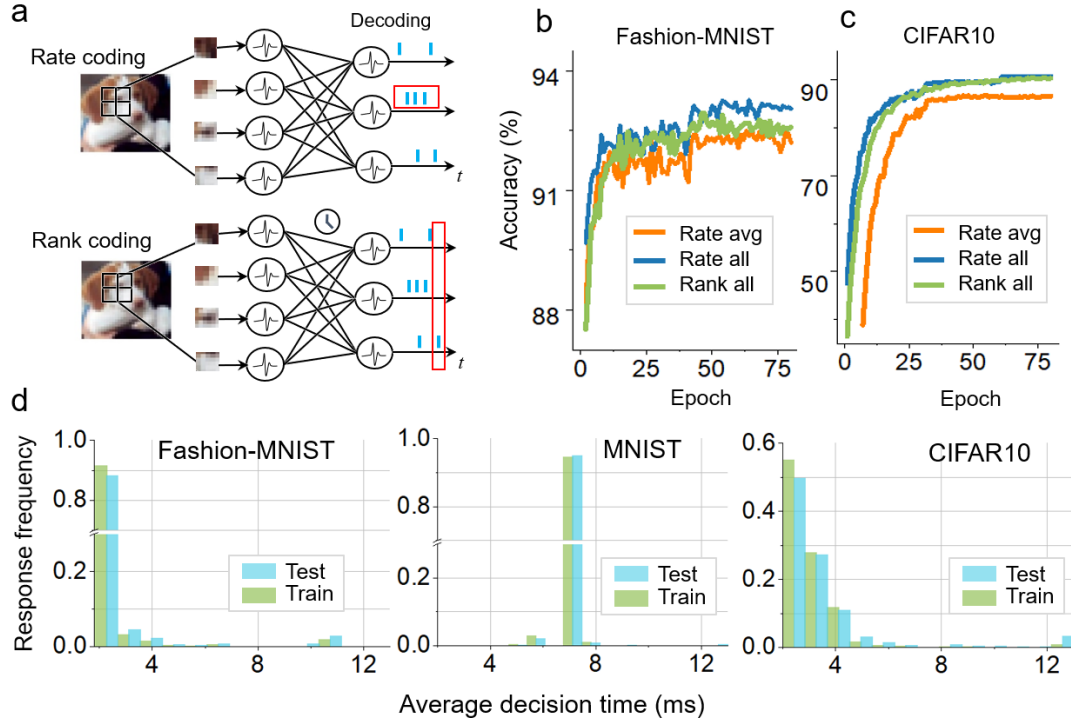 a
Decoding
Rate coding
t
Rank coding
t
b
Fashion-MNIST
94
91
88
Accuracy (%)
Rate avg
Rate all
Rank all
0 25 50 75
Epoch
c
CIFAR10
90
70
50
Rate avg
Rate all
Rank all
0 25 50 75
Epoch
d
Response frequency
Fashion-MNIST
1.0
0.9
0.2
0.0
Test
Train
4 8 12
MNIST
1.0
0.9
0.2
0.0
Test
Train
4 8 12
CIFAR10
0.6
0.4
0.2
0.0
Test
Train
4 8 12
Average decision time (ms)